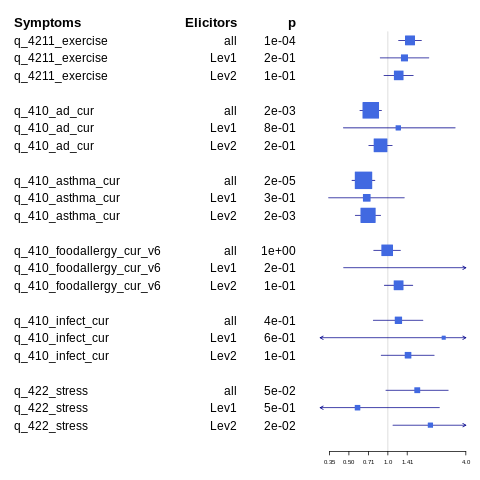 Symptoms Elicitors p
q_4211_exercise all 1e-04
q_4211_exercise Lev1 2e-01
q_4211_exercise Lev2 1e-01
q_410_ad_cur all 2e-03
q_410_ad_cur Lev1 8e-01
q_410_ad_cur Lev2 2e-01
q_410_asthma_cur all 2e-05
q_410_asthma_cur Lev1 3e-01
q_410_asthma_cur Lev2 2e-03
q_410_foodallergy_cur_v6 all 1e+00
q_410_foodallergy_cur_v6 Lev1 2e-01
q_410_foodallergy_cur_v6 Lev2 1e-01
q_410_infect_cur all 4e-01
q_410_infect_cur Lev1 6e-01
q_410_infect_cur Lev2 1e-01
q_422_stress all 5e-02
q_422_stress Lev1 5e-01
q_422_stress Lev2 2e-02
0.35 0.50 0.71 1.0 1.41 4.0